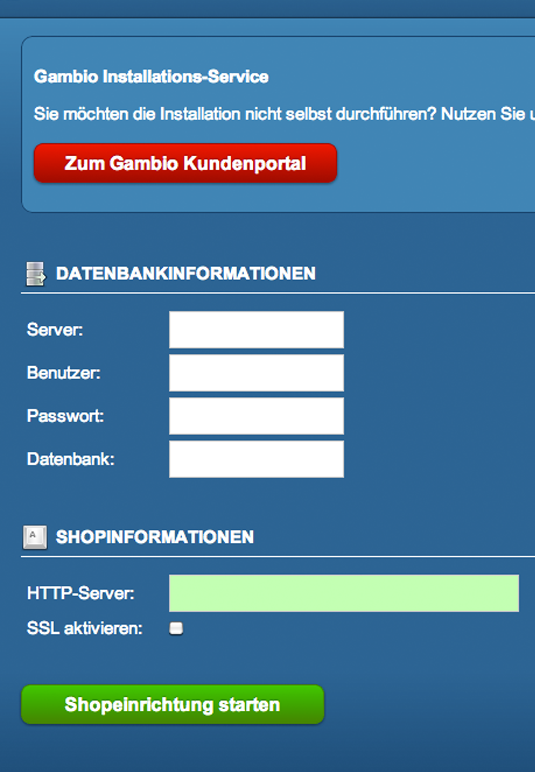 Gambio Installations-Service
Sie möchten die Installation nicht selbst durchführen? Nutzen Sie
Zum Gambio Kundenportal
DATENBANKINFORMATIONEN
Server:
Benutzer:
Passwort:
Datenbank:
A
SHOPINFORMATIONEN
HTTP-Server:
SSL aktivieren:
Shopeinrichtung starten